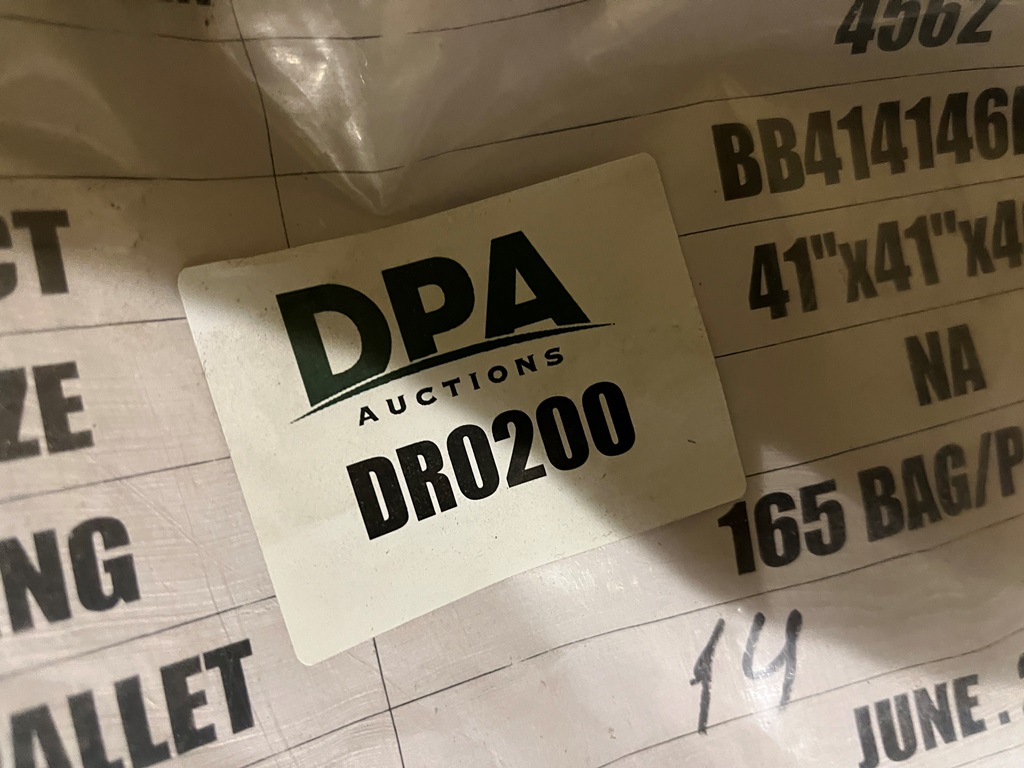 4562
BB414146
CT
41"x41"x4
DPA
AUCTIONS
DR0200
ZE
NA
NG
165 BAG/P
ALLET
14
JUNE.